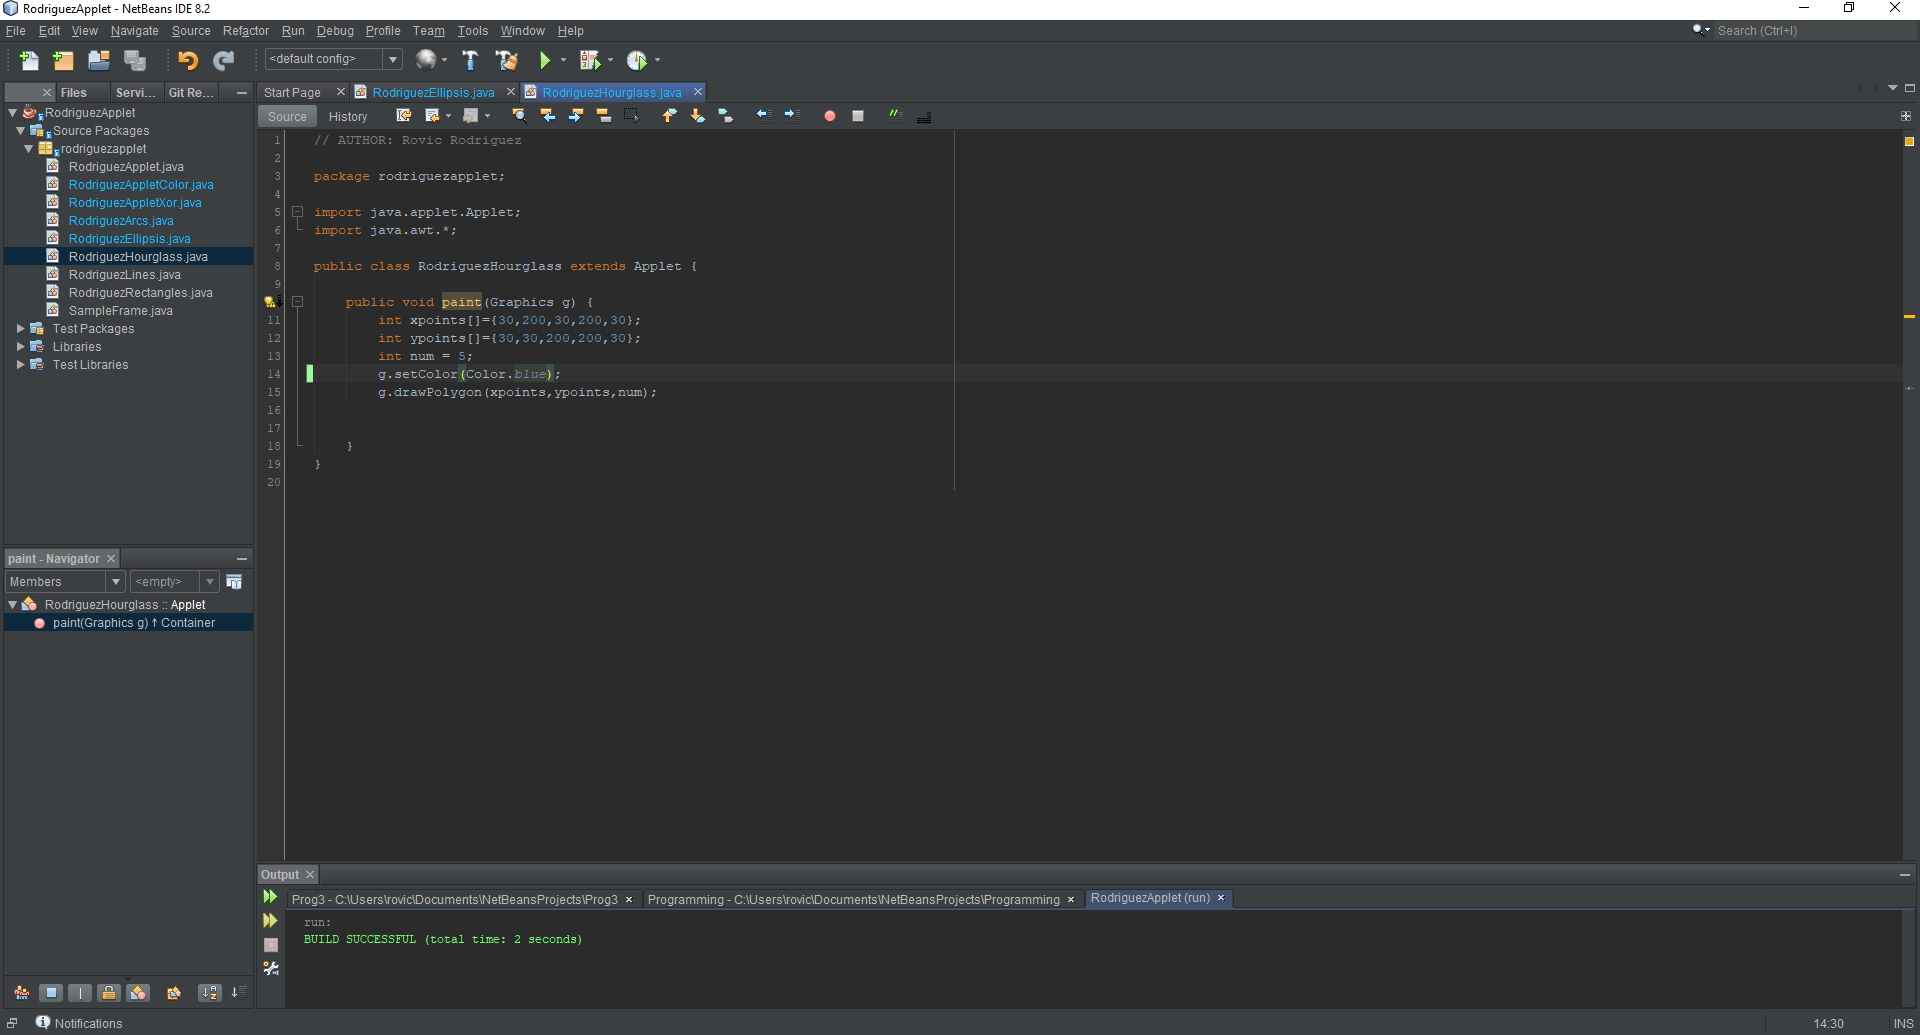 RodriguezApplet - NetBeans IDE 8.2
File Edit View Navigate Source Refactor Run Debug Profile Team Tools Window Help
Search (Ctrl+I)
<default config>
Files Servi... Git Re...
Start Page RodriguezEllipsis.java RodriguezHourglass.java
Source History
RodriguezApplet
Source Packages
rodriguezapplet
RodriguezApplet.java
RodriguezAppletColor.java
RodriguezAppletXor.java
RodriguezArcs.java
RodriguezEllipsis.java
RodriguezHourglass.java
RodriguezLines.java
RodriguezRectangles.java
SampleFrame.java
Test Packages
Libraries
Test Libraries
1 // AUTHOR: Rovic Rodriguez
2
3 package rodriguezapplet;
4
5 import java.applet.Applet;
6 import java.awt.*;
7
8 public class RodriguezHourglass extends Applet {
9
public void paint(Graphics g) {
11 int xpoints[]={30,200,30,200,30};
12 int ypoints[]={30,30,200,200,30};
13 int num = 5;
14 g.setColor(Color.blue);
15 g.drawPolygon(xpoints,ypoints,num);
16
17
18 }
19 }
20
paint - Navigator
Members <empty>
RodriguezHourglass :: Applet
paint(Graphics g) ↑ Container
Output
Prog3 - C:\Users\rovic\Documents\NetBeansProjects\Prog3 Programming - C:\Users\rovic\Documents\NetBeansProjects\Programming RodriguezApplet (run)
run:
BUILD SUCCESSFUL (total time: 2 seconds)
Notifications
14:30 INS